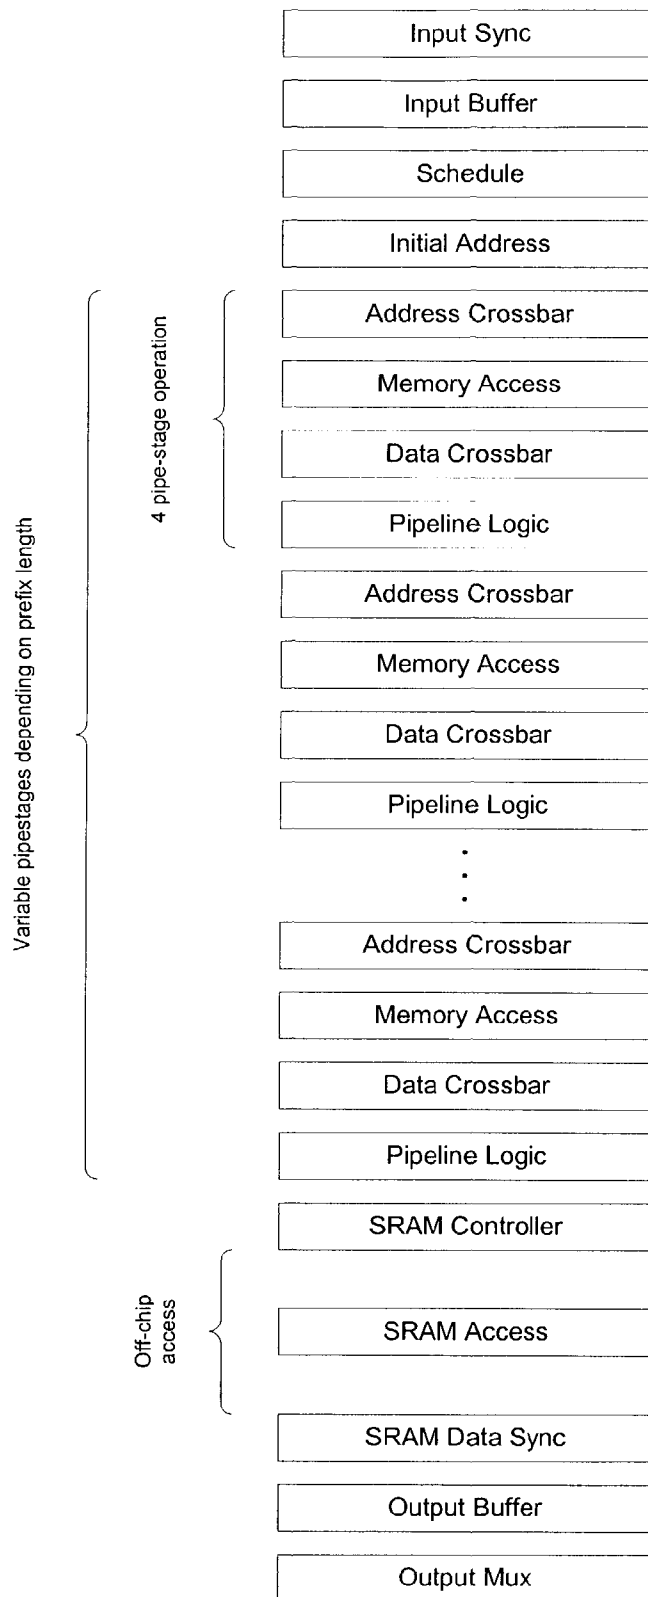 Input Sync
Input Buffer
Schedule
Initial Address
Variable pipestages depending on prefix length
4 pipe-stage operation
Address Crossbar
Memory Access
Data Crossbar
Pipeline Logic
Address Crossbar
Memory Access
Data Crossbar
Pipeline Logic
Address Crossbar
Memory Access
Data Crossbar
Pipeline Logic
SRAM Controller
Off-chip
access
SRAM Access
SRAM Data Sync
Output Buffer
Output Mux